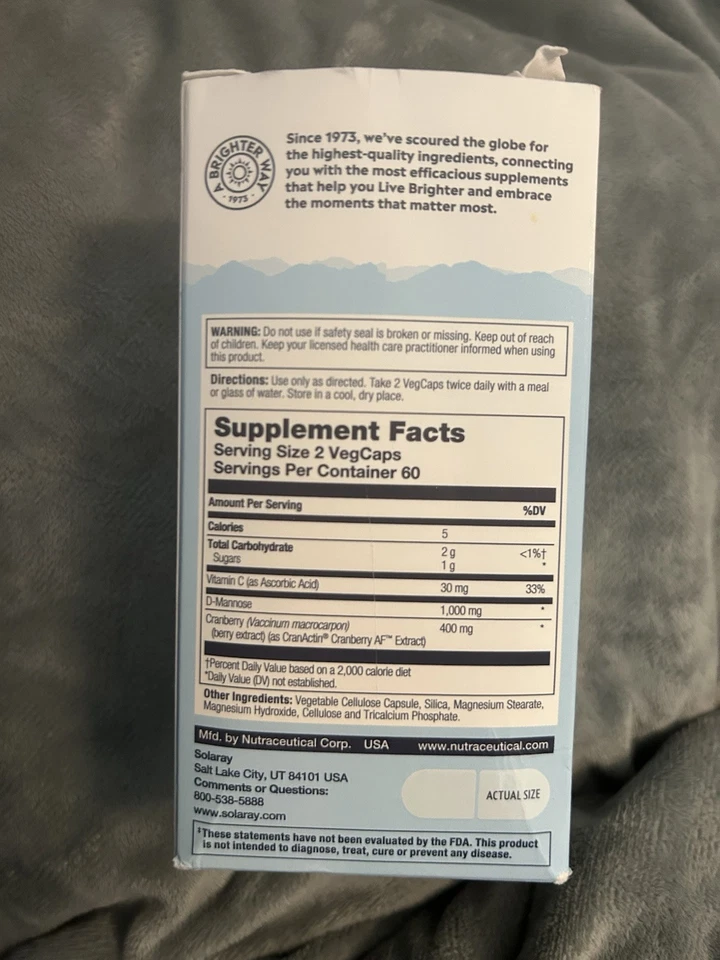 A BRIGHTER WAY
• 1973 •
Since 1973, we've scoured the globe for
the highest-quality ingredients, connecting
you with the most efficacious supplements
that help you Live Brighter and embrace
the moments that matter most.
WARNING: Do not use if safety seal is broken or missing. Keep out of reach
of children. Keep your licensed health care practitioner informed when using
this product.
Directions: Use only as directed. Take 2 VegCaps twice daily with a meal
or glass of water. Store in a cool, dry place.
Supplement Facts
Serving Size 2 VegCaps
Servings Per Container 60
Amount Per Serving %DV
Calories 5
Total Carbohydrate 2 g <1%†
Sugars 1 g *
Vitamin C (as Ascorbic Acid) 30 mg 33%
D-Mannose 1,000 mg *
Cranberry (Vaccinum macrocarpon) 400 mg *
(berry extract) (as CranActin® Cranberry AF™ Extract)
†Percent Daily Value based on a 2,000 calorie diet
*Daily Value (DV) not established.
Other Ingredients: Vegetable Cellulose Capsule, Silica, Magnesium Stearate,
Magnesium Hydroxide, Cellulose and Tricalcium Phosphate.
Mfd. by Nutraceutical Corp. USA www.nutraceutical.com
Solaray
Salt Lake City, UT 84101 USA
Comments or Questions:
800-538-5888
www.solaray.com
ACTUAL SIZE
‡These statements have not been evaluated by the FDA. This product
is not intended to diagnose, treat, cure or prevent any disease.